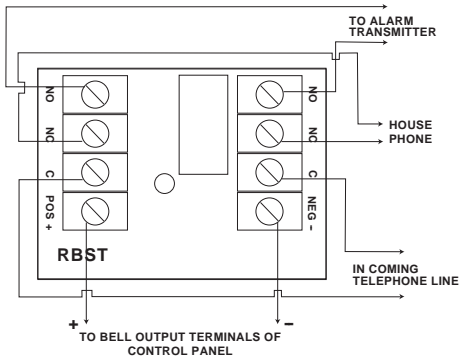 TO ALARM
TRANSMITTER
NO
NO
NC
NC
HOUSE
PHONE
C
C
POS +
NEG -
RBST
IN COMING
TELEPHONE LINE
+
-
TO BELL OUTPUT TERMINALS OF
CONTROL PANEL